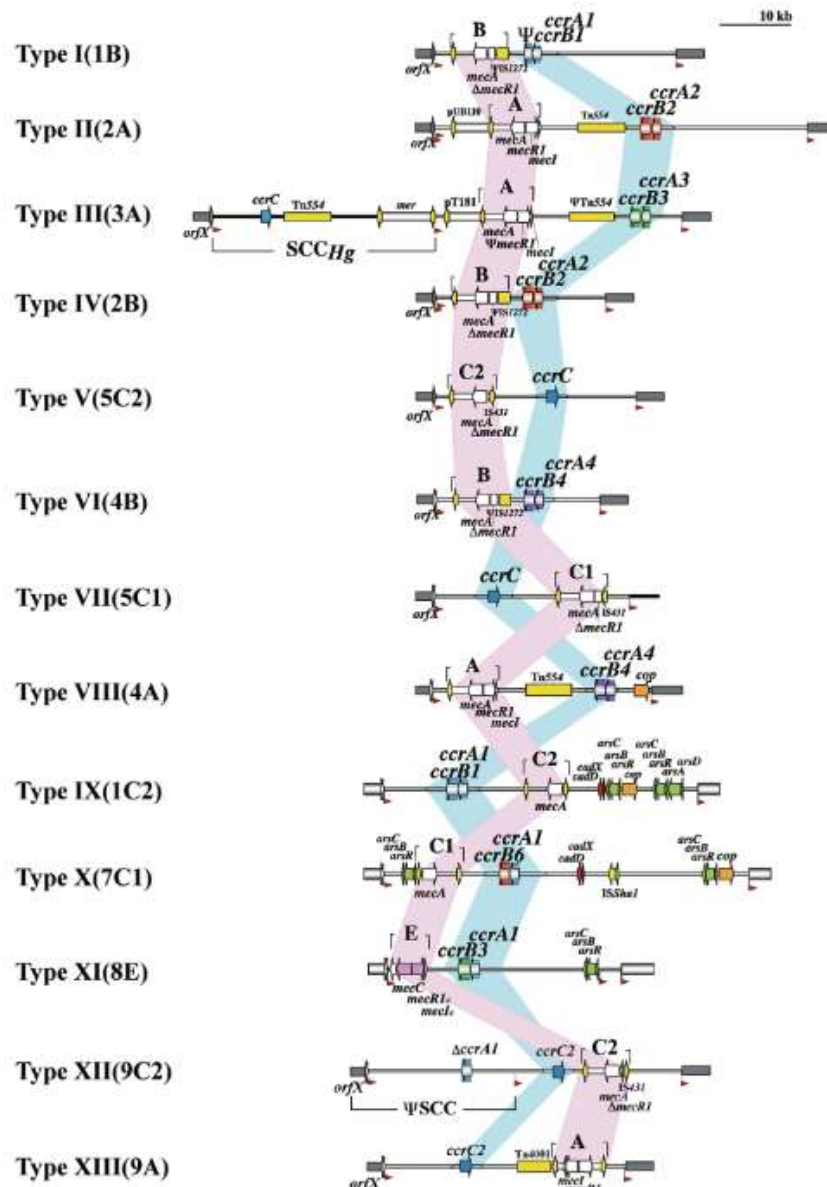 10 kb
Type I(1B)
B
Ψ
ccrA1
ccrB1
orfX
mecA
ΔmecR1
ΨIS1272
Type II(2A)
pUB110
A
Tn554
ccrA2
ccrB2
orfX
mecA
mecR1
mecI
Type III(3A)
ccrC
Tn554
mer
pT181
A
ΨTn554
ccrA3
ccrB3
orfX
SCCHg
mecA
ΨmecR1
mecI
Type IV(2B)
B
ccrA2
ccrB2
orfX
mecA
ΔmecR1
ΨIS1272
Type V(5C2)
C2
ccrC
orfX
mecA
IS431
ΔmecR1
Type VI(4B)
B
ccrA4
ccrB4
orfX
mecA
ΨIS1272
ΔmecR1
Type VII(5C1)
ccrC
C1
orfX
mecA
IS431
ΔmecR1
Type VIII(4A)
A
Tn554
ccrA4
ccrB4
cop
orfX
mecA
mecR1
mecI
Type IX(1C2)
ccrA1
ccrB1
C2
mecA
cadX
cadD
arsC
arsB
arsR
cop
arsC
arsB
arsR
arsD
arsA
Type X(7C1)
arsC
arsB
arsR
C1
mecA
ccrA1
ccrB6
cadX
cadD
ISSha1
arsC
arsB
arsR
cop
Type XI(8E)
E
ccrA1
ccrB3
arsC
arsB
arsR
mecC
mecR1
mecI
Type XII(9C2)
ΔccrA1
ccrC2
C2
orfX
ΨSCC
IS431
mecA
ΔmecR1
Type XIII(9A)
ccrC2
Tn4001
A
orfX
mecI